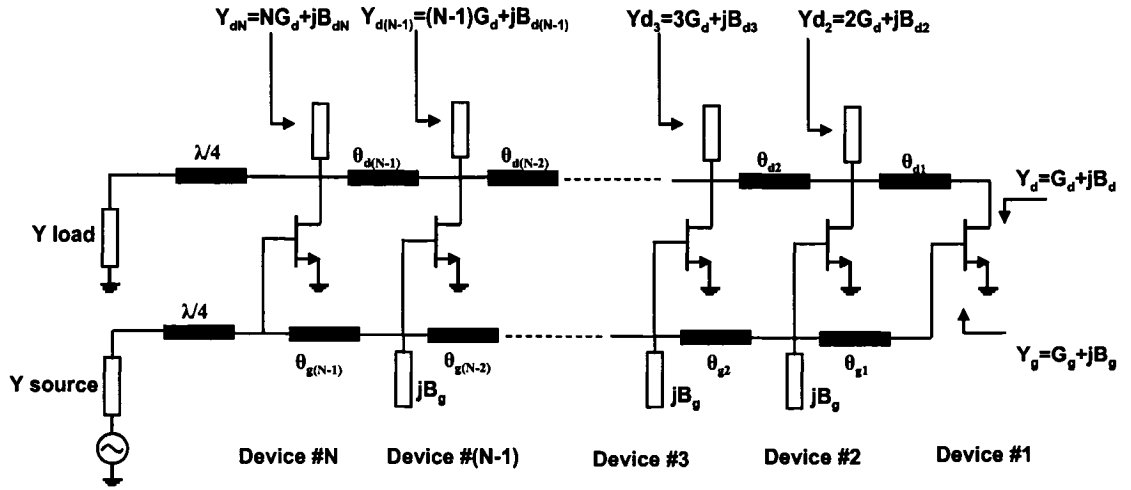 Y_dN=NG_d+jB_dN Y_d(N-1)=(N-1)G_d+jB_d(N-1) Yd_3=3G_d+jB_d3 Yd_2=2G_d+jB_d2
λ/4 θ_d(N-1) θ_d(N-2) θ_d2 θ_d1
Y_d=G_d+jB_d
Y load
λ/4
Y_g=G_g+jB_g
θ_g(N-1) θ_g(N-2) θ_g2 θ_g1
Y source
jB_g jB_g jB_g
Device #N Device #(N-1) Device #3 Device #2 Device #1